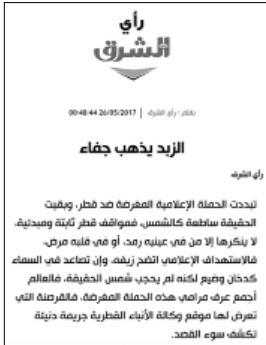 رأي
الشرق
بقلم : رأي الشرق | 26/05/2017 00:48:44
الزبد يذهب جفاء
رأي الشرق
تبددت الحملة الإعلامية المغرضة ضد قطر، وبقيت
الحقيقة ساطعة كالشمس، فمواقف قطر ثابتة ومبدئية،
لا ينكرها إلا من في عينيه رمد، أو في قلبه مرض،
فالاستهداف الإعلامي اتضح زيفه، وإن تصاعد في السماء
كدخان وضيع لكنه لم يحجب شمس الحقيقة، فالعالم
أجمع عرف مرامي هذه الحملة المغرضة، فالقرصنة التي
تعرض لها موقع وكالة الأنباء القطرية جريمة دنيئة
تكشف سوء القصد.